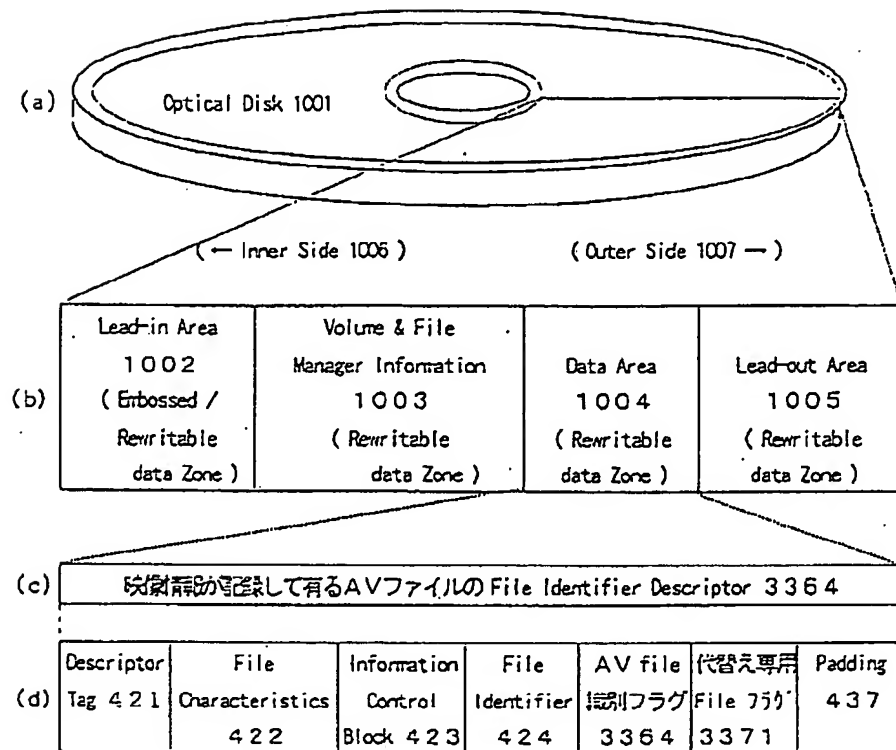 (a)
Optical Disk 1001
(← Inner Side 1006)
(Outer Side 1007 →)
(b)
Lead-in Area
1002
(Embossed /
Rewritable
data Zone)
Volume & File
Manager Information
1003
(Rewritable
data Zone)
Data Area
1004
(Rewritable
data Zone)
Lead-out Area
1005
(Rewritable
data Zone)
(c)
映像情報が記録して有るAVファイルのFile Identifier Descriptor 3364
(d)
Descriptor
Tag 421
File
Characteristics
422
Information
Control
Block 423
File
Identifier
424
AV file
識別フラグ
3364
代替え専用
File フラグ
3371
Padding
437